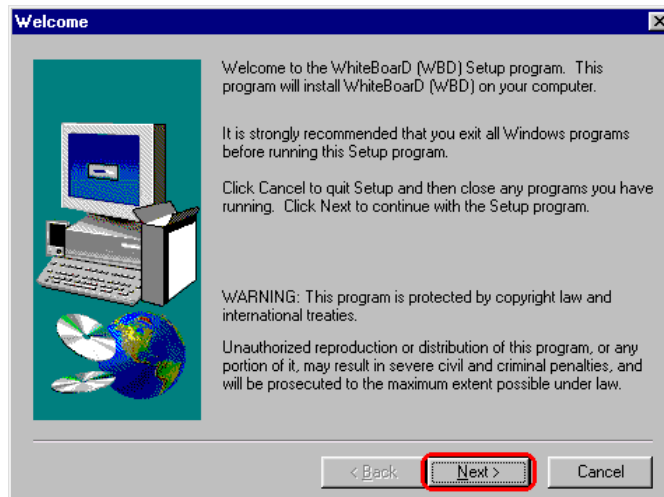 Welcome
Welcome to the WhiteBoarD (WBD) Setup program. This
program will install WhiteBoarD (WBD) on your computer.
It is strongly recommended that you exit all Windows programs
before running this Setup program.
Click Cancel to quit Setup and then close any programs you have
running. Click Next to continue with the Setup program.
WARNING: This program is protected by copyright law and
international treaties.
Unauthorized reproduction or distribution of this program, or any
portion of it, may result in severe civil and criminal penalties, and
will be prosecuted to the maximum extent possible under law.
< Back Next > Cancel